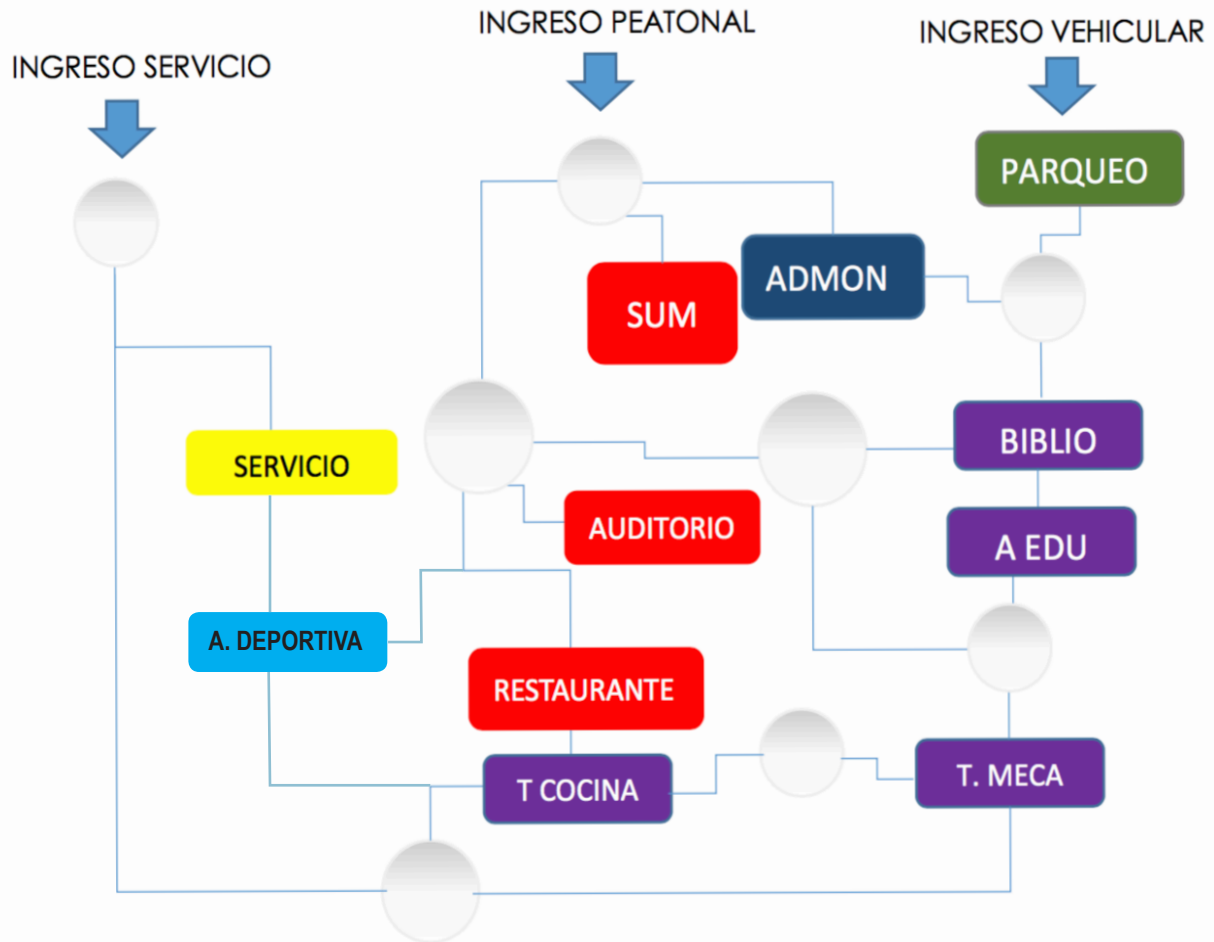 INGRESO PEATONAL
INGRESO VEHICULAR
INGRESO SERVICIO
PARQUEO
ADMON
SUM
BIBLIO
SERVICIO
AUDITORIO
A EDU
A. DEPORTIVA
RESTAURANTE
T COCINA
T. MECA